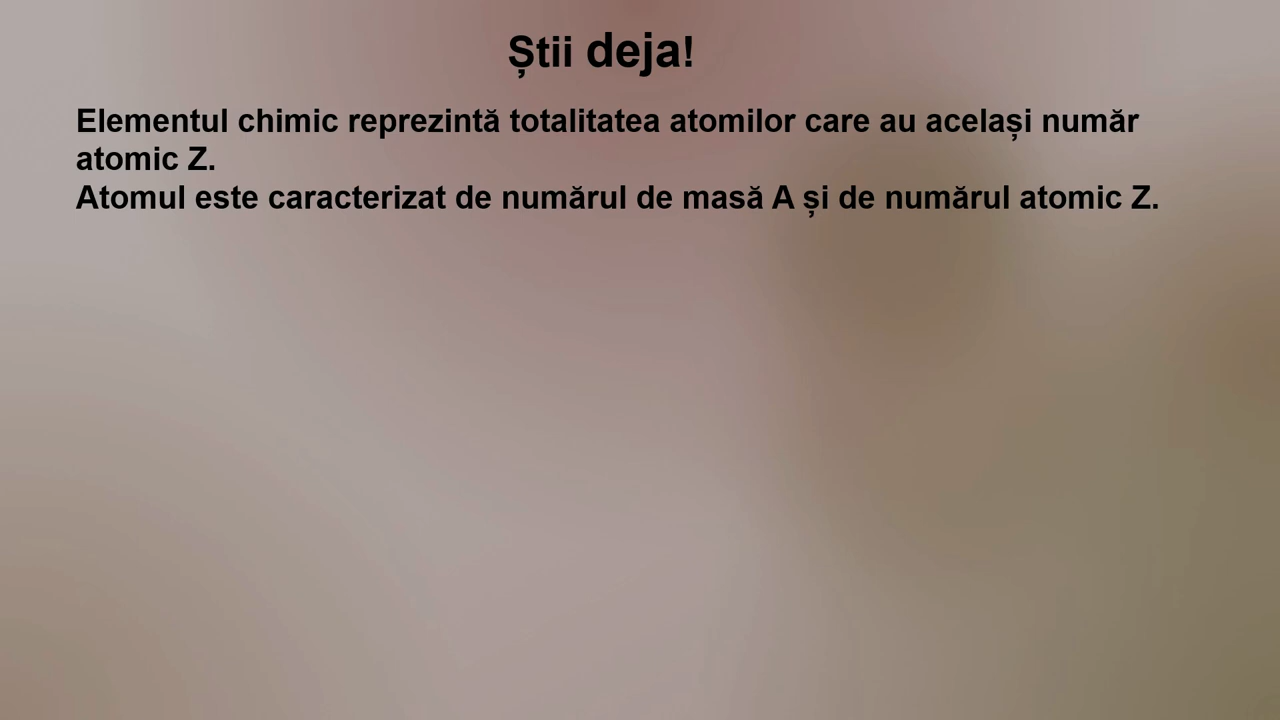 Știi deja!
Elementul chimic reprezintă totalitatea atomilor care au același număr
atomic Z.
Atomul este caracterizat de numărul de masă A și de numărul atomic Z.